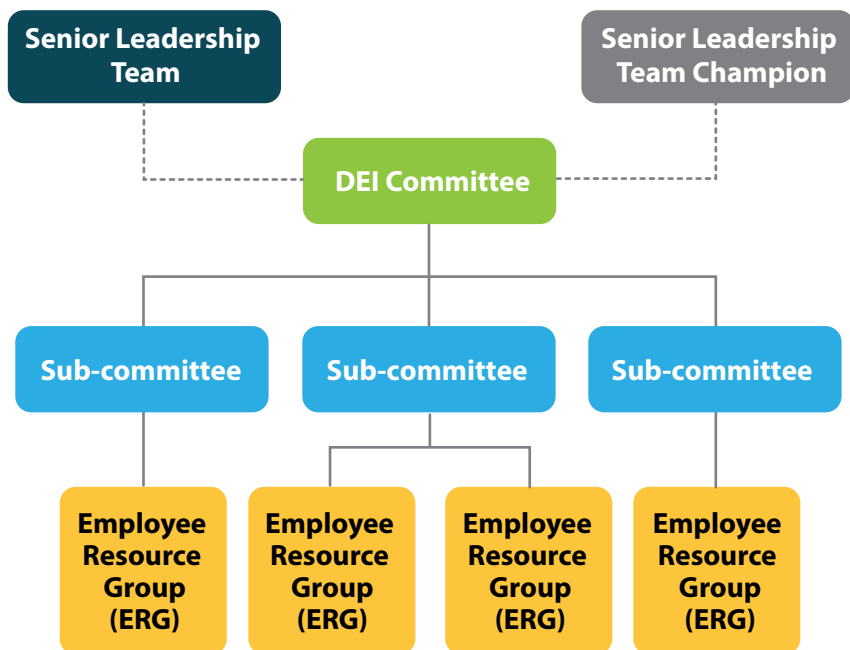 Senior Leadership
Team
Senior Leadership
Team Champion
DEI Committee
Sub-committee
Sub-committee
Sub-committee
Employee
Resource
Group
(ERG)
Employee
Resource
Group
(ERG)
Employee
Resource
Group
(ERG)
Employee
Resource
Group
(ERG)